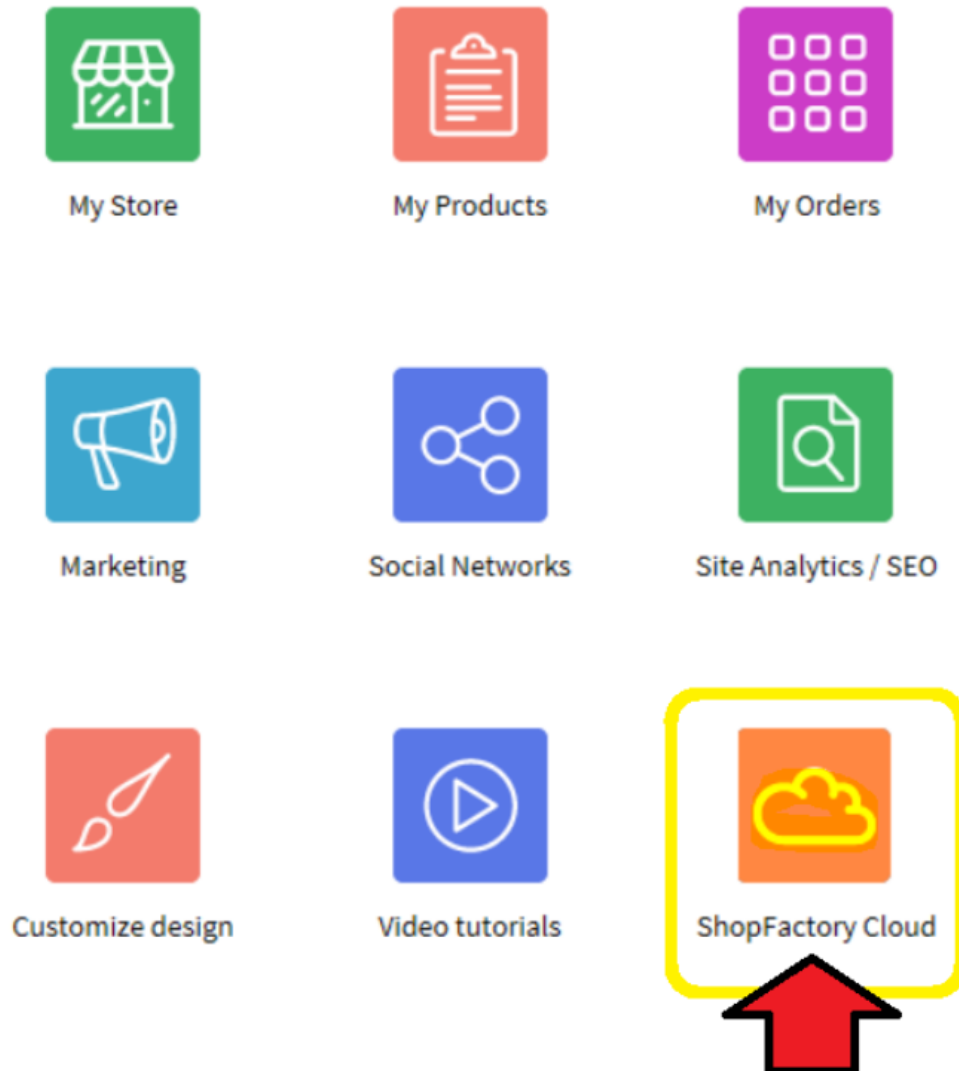 My Store
My Products
My Orders
Marketing
Social Networks
Site Analytics / SEO
Customize design
Video tutorials
ShopFactory Cloud